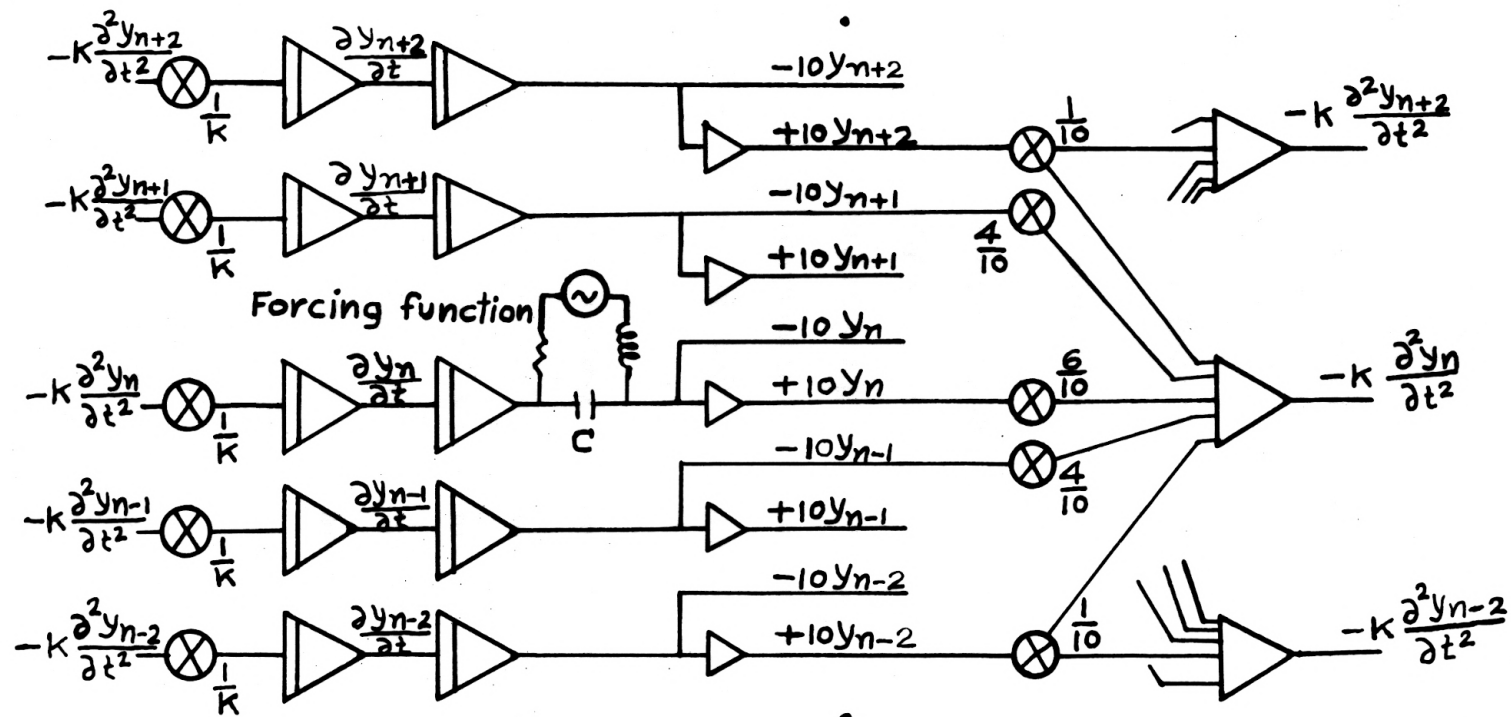 -K ∂²yn+2/∂t² 1/K ∂yn+2/∂t -10yn+2
+10yn+2 1/10 -K ∂²yn+2/∂t²
-K ∂²yn+1/∂t² 1/K ∂yn+1/∂t -10yn+1 4/10
+10yn+1
Forcing function
-10yn
-K ∂²yn/∂t² 1/K ∂yn/∂t C +10yn 6/10 -K ∂²yn/∂t²
-10yn-1 4/10
-K ∂²yn-1/∂t² 1/K ∂yn-1/∂t +10yn-1
-10yn-2
-K ∂²yn-2/∂t² 1/K ∂yn-2/∂t +10yn-2 1/10 -K ∂²yn-2/∂t²